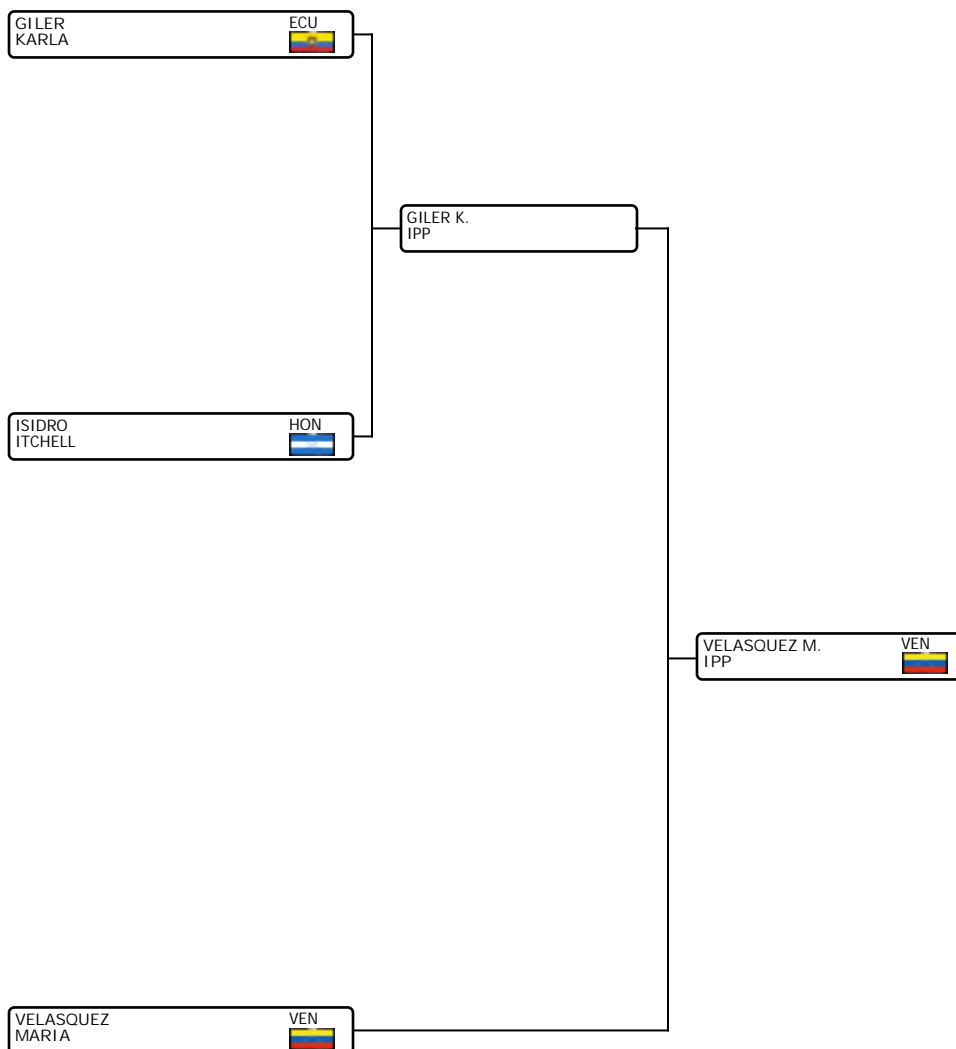 GILER ECU
KARLA
GILER K.
IPP
ISIDRO HON
ITCHELL
VELASQUEZ M. VEN
IPP
VELASQUEZ VEN
MARIA